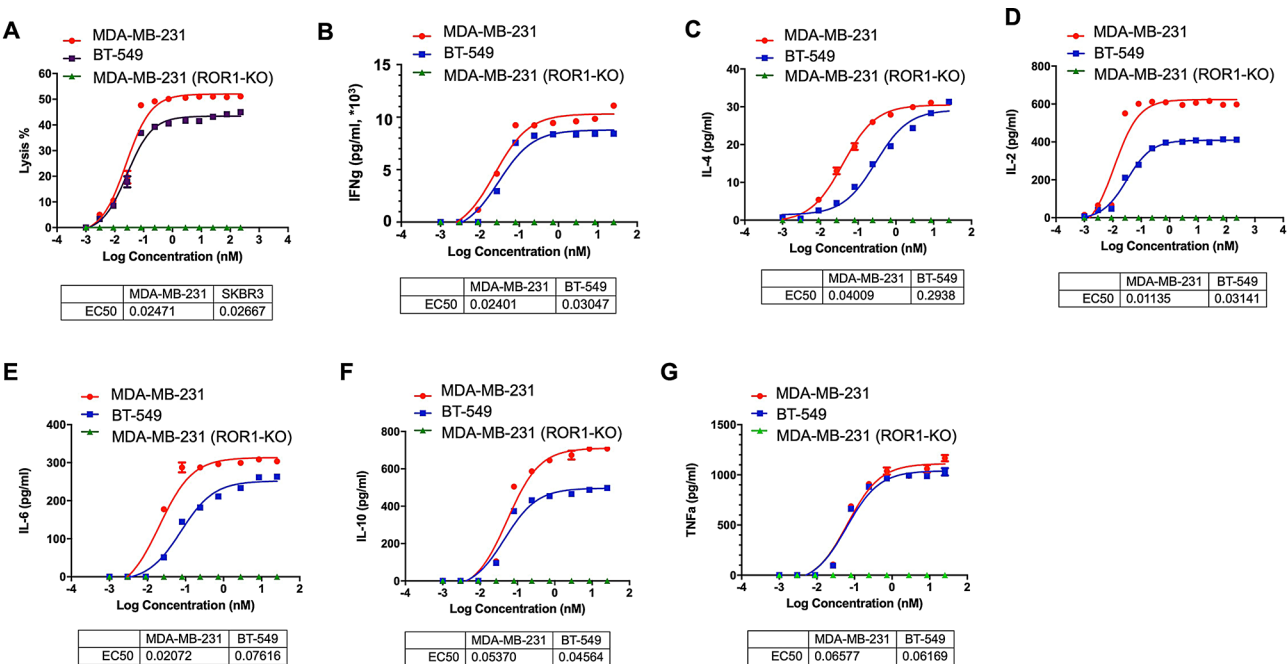 A
MDA-MB-231
BT-549
MDA-MB-231 (ROR1-KO)
60
50
40
30
20
10
0
Lysis %
-4 -3 -2 -1 0 1 2 3 4
Log Concentration (nM)
MDA-MB-231 SKBR3
EC50 0.02471 0.02667
B
MDA-MB-231
BT-549
MDA-MB-231 (ROR1-KO)
15
10
5
0
IFNg (pg/ml, *10³)
-4 -3 -2 -1 0 1 2
Log Concentration (nM)
MDA-MB-231 BT-549
EC50 0.02401 0.03047
C
MDA-MB-231
BT-549
MDA-MB-231 (ROR1-KO)
40
30
20
10
0
IL-4 (pg/ml)
-4 -3 -2 -1 0 1 2
Log Concentration (nM)
MDA-MB-231 BT-549
EC50 0.04009 0.2938
D
MDA-MB-231
BT-549
MDA-MB-231 (ROR1-KO)
800
600
400
200
0
IL-2 (pg/ml)
-4 -3 -2 -1 0 1 2 3 4
Log Concentration (nM)
MDA-MB-231 BT-549
EC50 0.01135 0.03141
E
MDA-MB-231
BT-549
MDA-MB-231 (ROR1-KO)
400
300
200
100
0
IL-6 (pg/ml)
-4 -3 -2 -1 0 1 2
Log Concentration (nM)
MDA-MB-231 BT-549
EC50 0.02072 0.07616
F
MDA-MB-231
BT-549
MDA-MB-231 (ROR1-KO)
800
600
400
200
0
IL-10 (pg/ml)
-4 -3 -2 -1 0 1 2
Log Concentration (nM)
MDA-MB-231 BT-549
EC50 0.05370 0.04564
G
MDA-MB-231
BT-549
MDA-MB-231 (ROR1-KO)
1500
1000
500
0
TNFa (pg/ml)
-4 -3 -2 -1 0 1 2
Log Concentration (nM)
MDA-MB-231 BT-549
EC50 0.06577 0.06169